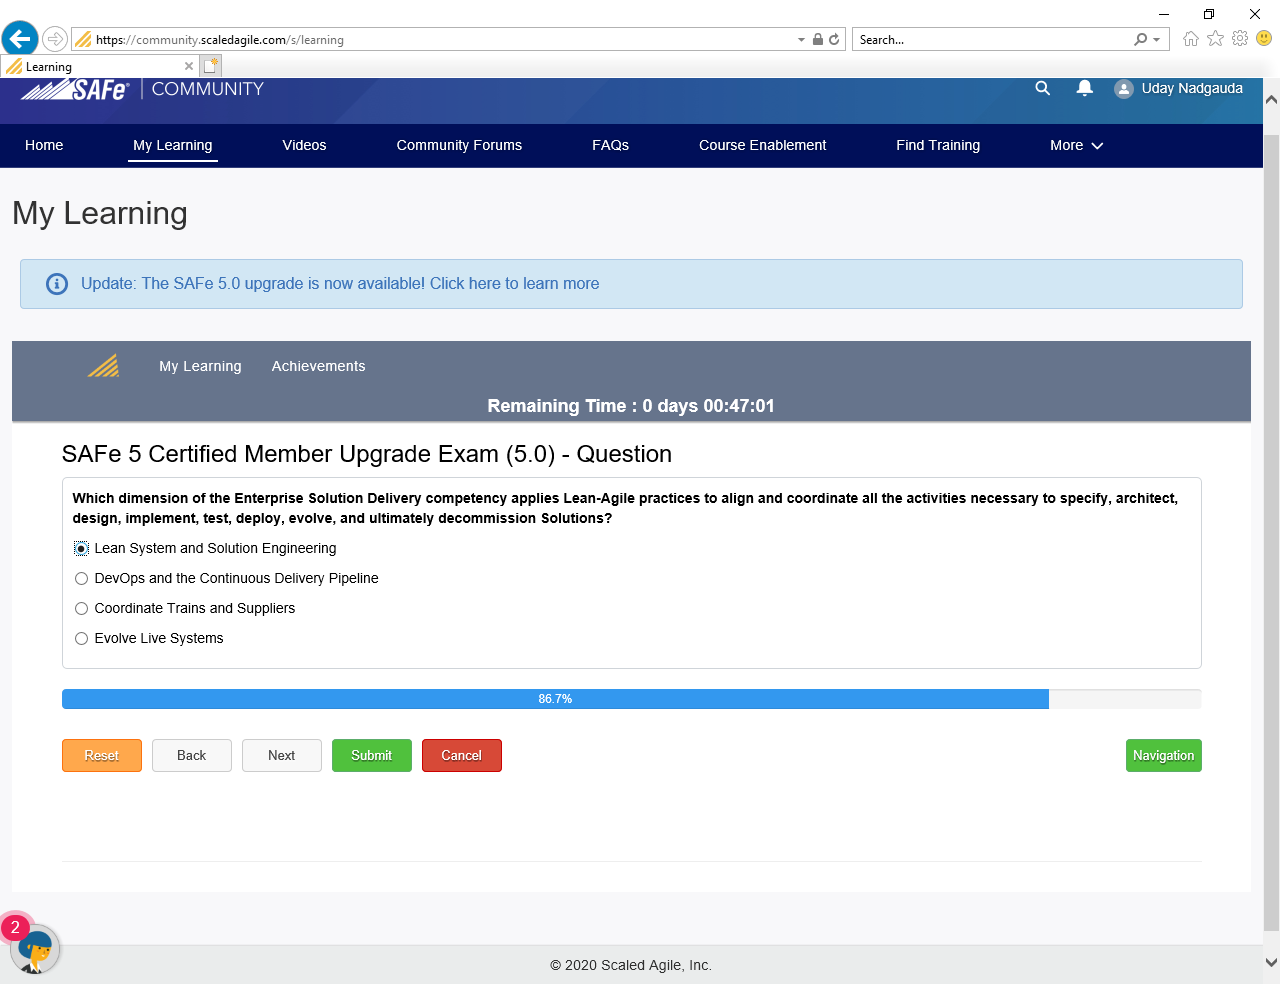 https://community.scaledagile.com/s/learning
Search...
Learning
SAFe® COMMUNITY
Uday Nadgauda
Home My Learning Videos Community Forums FAQs Course Enablement Find Training More
My Learning
Update: The SAFe 5.0 upgrade is now available! Click here to learn more
My Learning Achievements
Remaining Time : 0 days 00:47:01
SAFe 5 Certified Member Upgrade Exam (5.0) - Question
Which dimension of the Enterprise Solution Delivery competency applies Lean-Agile practices to align and coordinate all the activities necessary to specify, architect,
design, implement, test, deploy, evolve, and ultimately decommission Solutions?
Lean System and Solution Engineering
DevOps and the Continuous Delivery Pipeline
Coordinate Trains and Suppliers
Evolve Live Systems
86.7%
Reset Back Next Submit Cancel Navigation
2
© 2020 Scaled Agile, Inc.